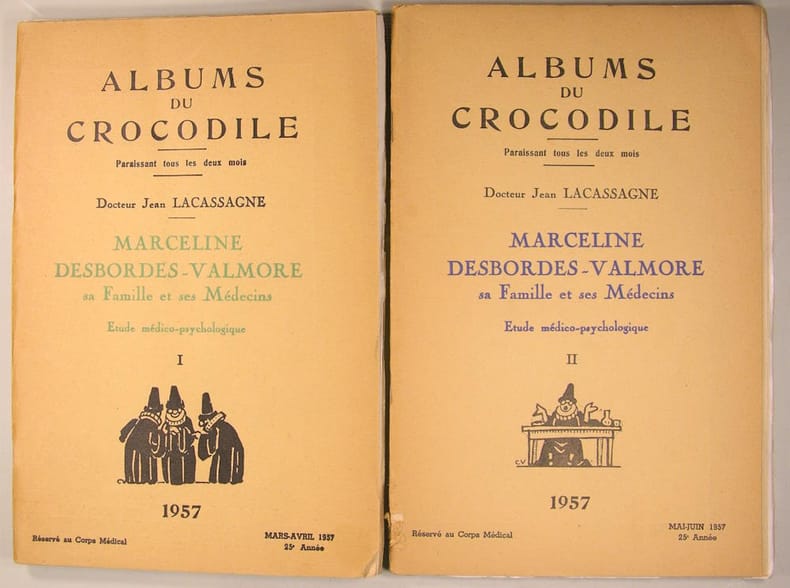 ALBUMS
DU
CROCODILE
Paraissant tous les deux mois
Docteur Jean LACASSAGNE
MARCELINE
DESBORDES-VALMORE
sa Famille et ses Médecins
Etude médico-psychologique
I
1957
Réservé au Corps Médical
MARS-AVRIL 1957
25e Année
ALBUMS
DU
CROCODILE
Paraissant tous les deux mois
Docteur Jean LACASSAGNE
MARCELINE
DESBORDES-VALMORE
sa Famille et ses Médecins
Etude médico-psychologique
II
C.V
1957
Réservé au Corps Médical
MAI-JUIN 1957
25e Année